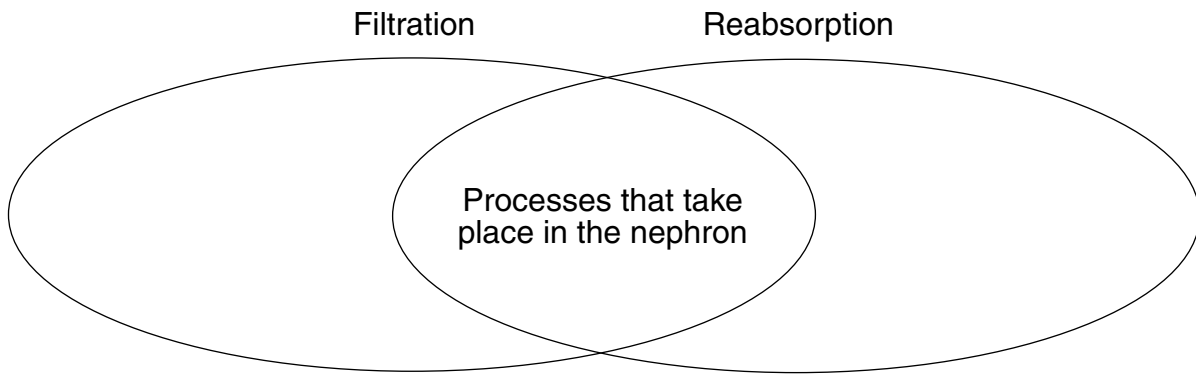 Filtration
Reabsorption
Processes that take
place in the nephron